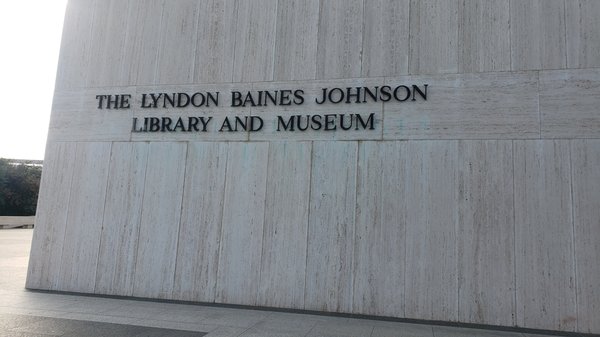 THE LYNDON BAINES JOHNSON
LIBRARY AND MUSEUM